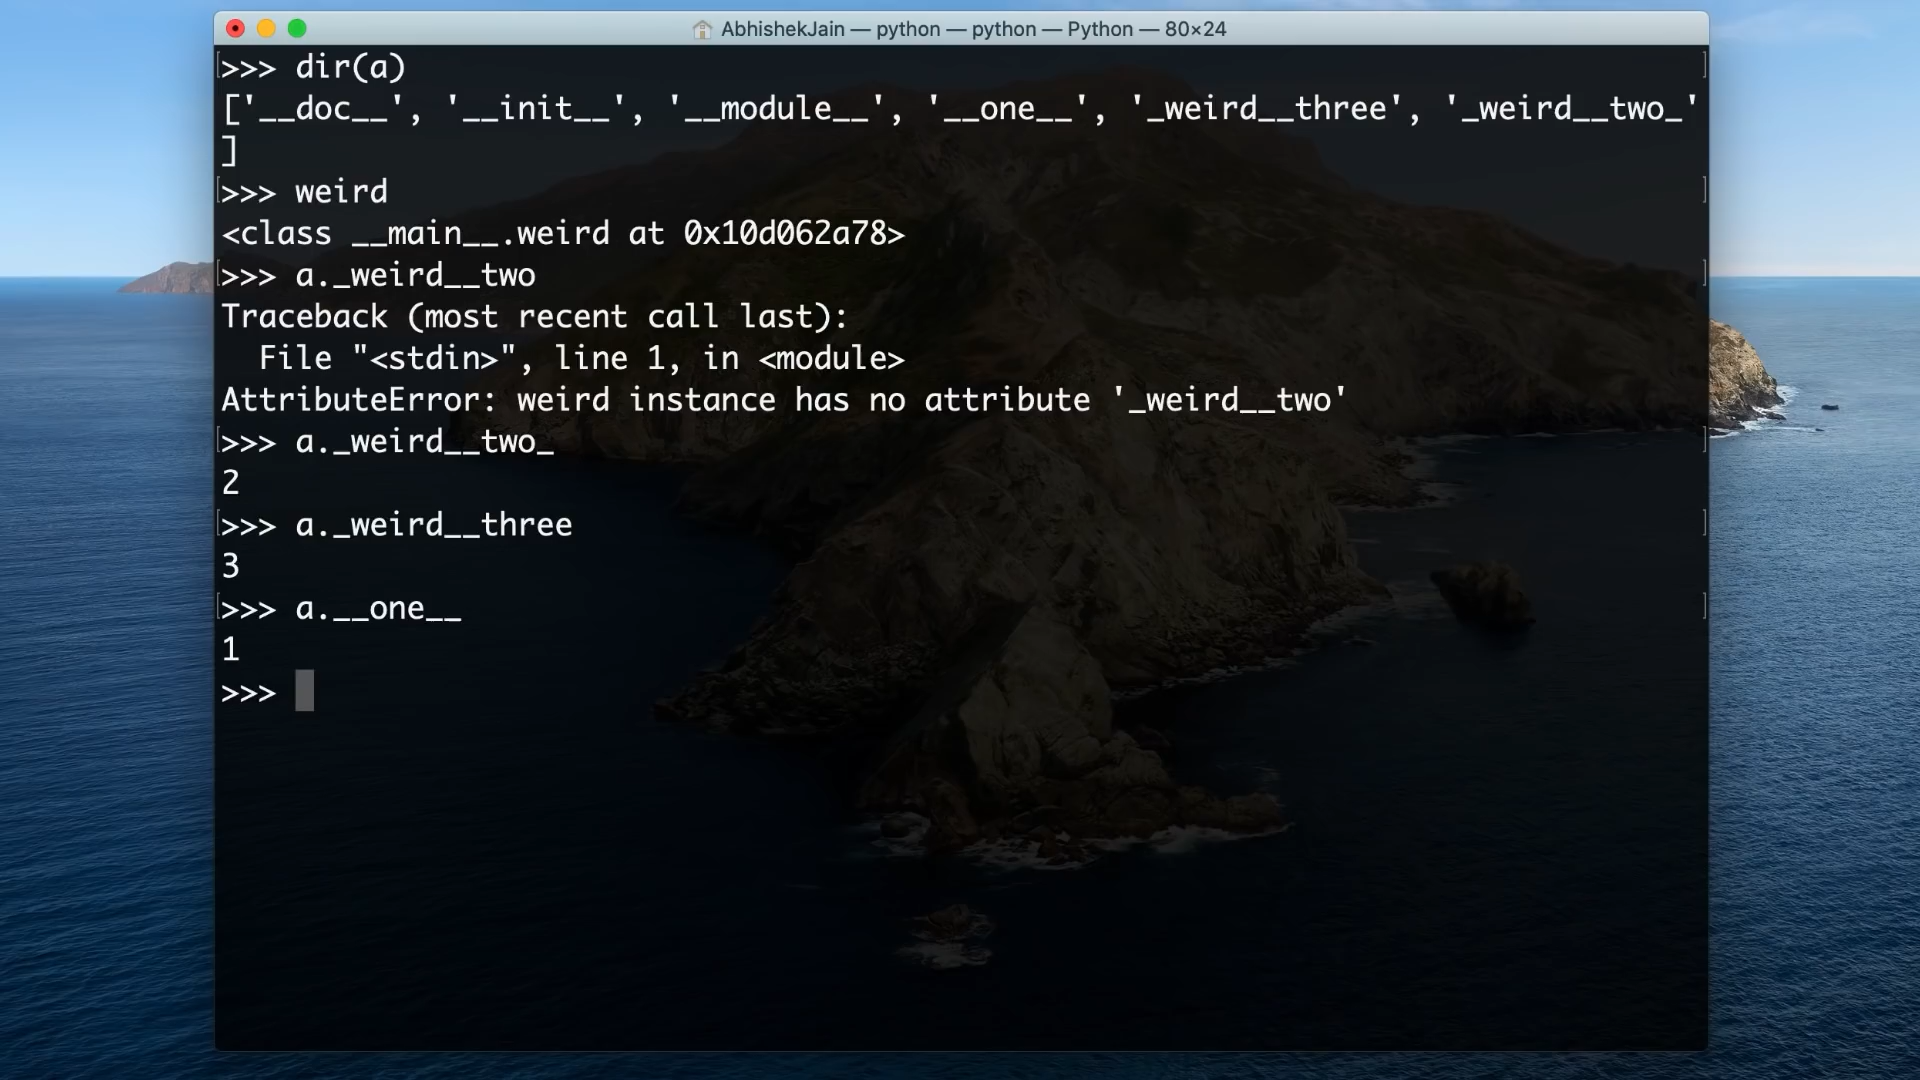 AbhishekJain — python — python — Python — 80×24
>>> dir(a)
['__doc__', '__init__', '__module__', '__one__', '_weird__three', '_weird__two_'
]
>>> weird
<class __main__.weird at 0x10d062a78>
>>> a._weird__two
Traceback (most recent call last):
  File "<stdin>", line 1, in <module>
AttributeError: weird instance has no attribute '_weird__two'
>>> a._weird__two_
2
>>> a._weird__three
3
>>> a.__one__
1
>>>